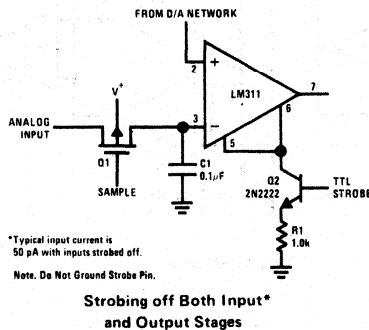 FROM D/A NETWORK
2
+
V+
LM311
7
6
ANALOG
INPUT
3
−
5
Q1
C1
0.1µF
SAMPLE
Q2
2N2222
TTL
STROBE
R1
1.0k
*Typical input current is
50 pA with inputs strobed off.
Note. Do Not Ground Strobe Pin.
Strobing off Both Input*
and Output Stages